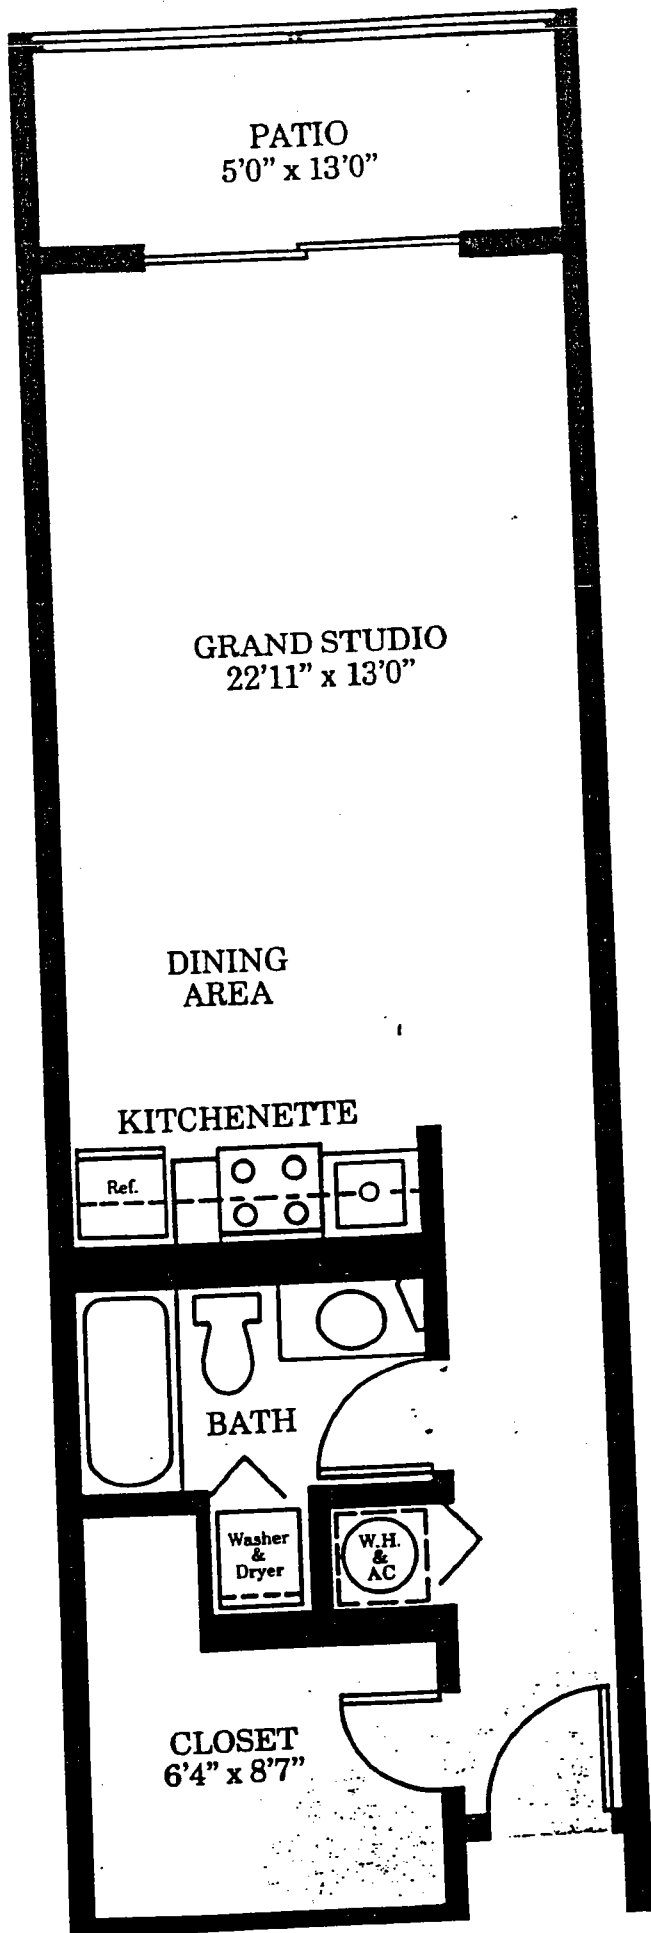 PATIO
5'0" x 13'0"
GRAND STUDIO
22'11" x 13'0"
DINING
AREA
KITCHENETTE
Ref.
BATH
Washer
&
Dryer
W.H.
&
AC
CLOSET
6'4" x 8'7"